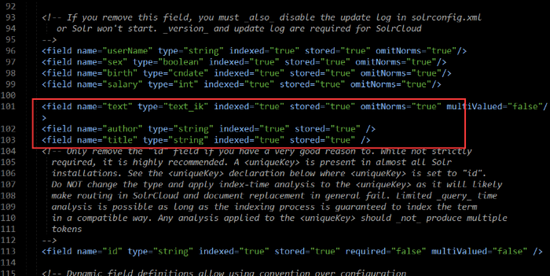 92
93
<!-- If you remove this field, you must _also_ disable the update log in solrconfig.xml
94 or Solr won't start. _version_ and update log are required for SolrCloud
95 -->
96 <field name="userName" type="string" indexed="true" stored="true" omitNorms="true"/>
97 <field name="sex" type="boolean" indexed="true" stored="true" omitNorms="true"/>
98 <field name="birth" type="cndate" indexed="true" stored="true" omitNorms="true"/>
99 <field name="salary" type="int" indexed="true" stored="true" omitNorms="true"/>
100
101 <field name="text" type="text_ik" indexed="true" stored="true" omitNorms="true" multiValued="false"/
>
102 <field name="author" type="string" indexed="true" stored="true" />
103 <field name="title" type="string" indexed="true" stored="true" />
104 <!-- Only remove the "id" field if you have a very good reason to. While not strictly
105 required, it is highly recommended. A <uniqueKey> is present in almost all Solr
106 installations. See the <uniqueKey> declaration below where <uniqueKey> is set to "id".
107 Do NOT change the type and apply index-time analysis to the <uniqueKey> as it will likely
108 make routing in SolrCloud and document replacement in general fail. Limited _query_ time
109 analysis is possible as long as the indexing process is guaranteed to index the term
110 in a compatible way. Any analysis applied to the <uniqueKey> should _not_ produce multiple
111 tokens
112 -->
113 <field name="id" type="string" indexed="true" stored="true" required="false" multiValued="false" />
114
115 <!-- Dynamic field definitions allow using convention over configuration